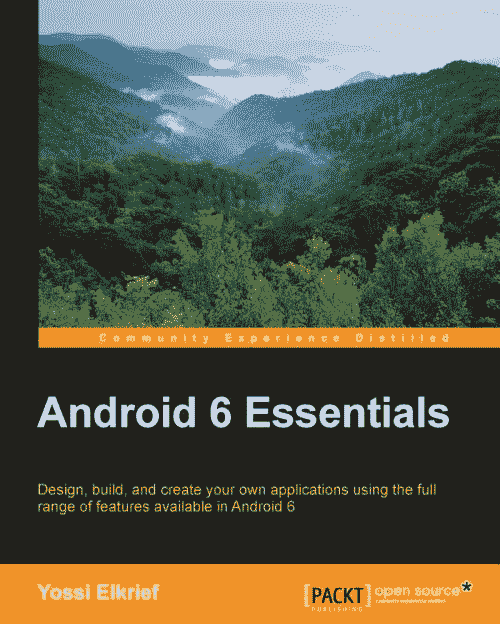 Community Experience Distilled
Android 6 Essentials
Design, build, and create your own applications using the full
range of features available in Android 6
Yossi Elkrief
[PACKT] open source*
PUBLISHING